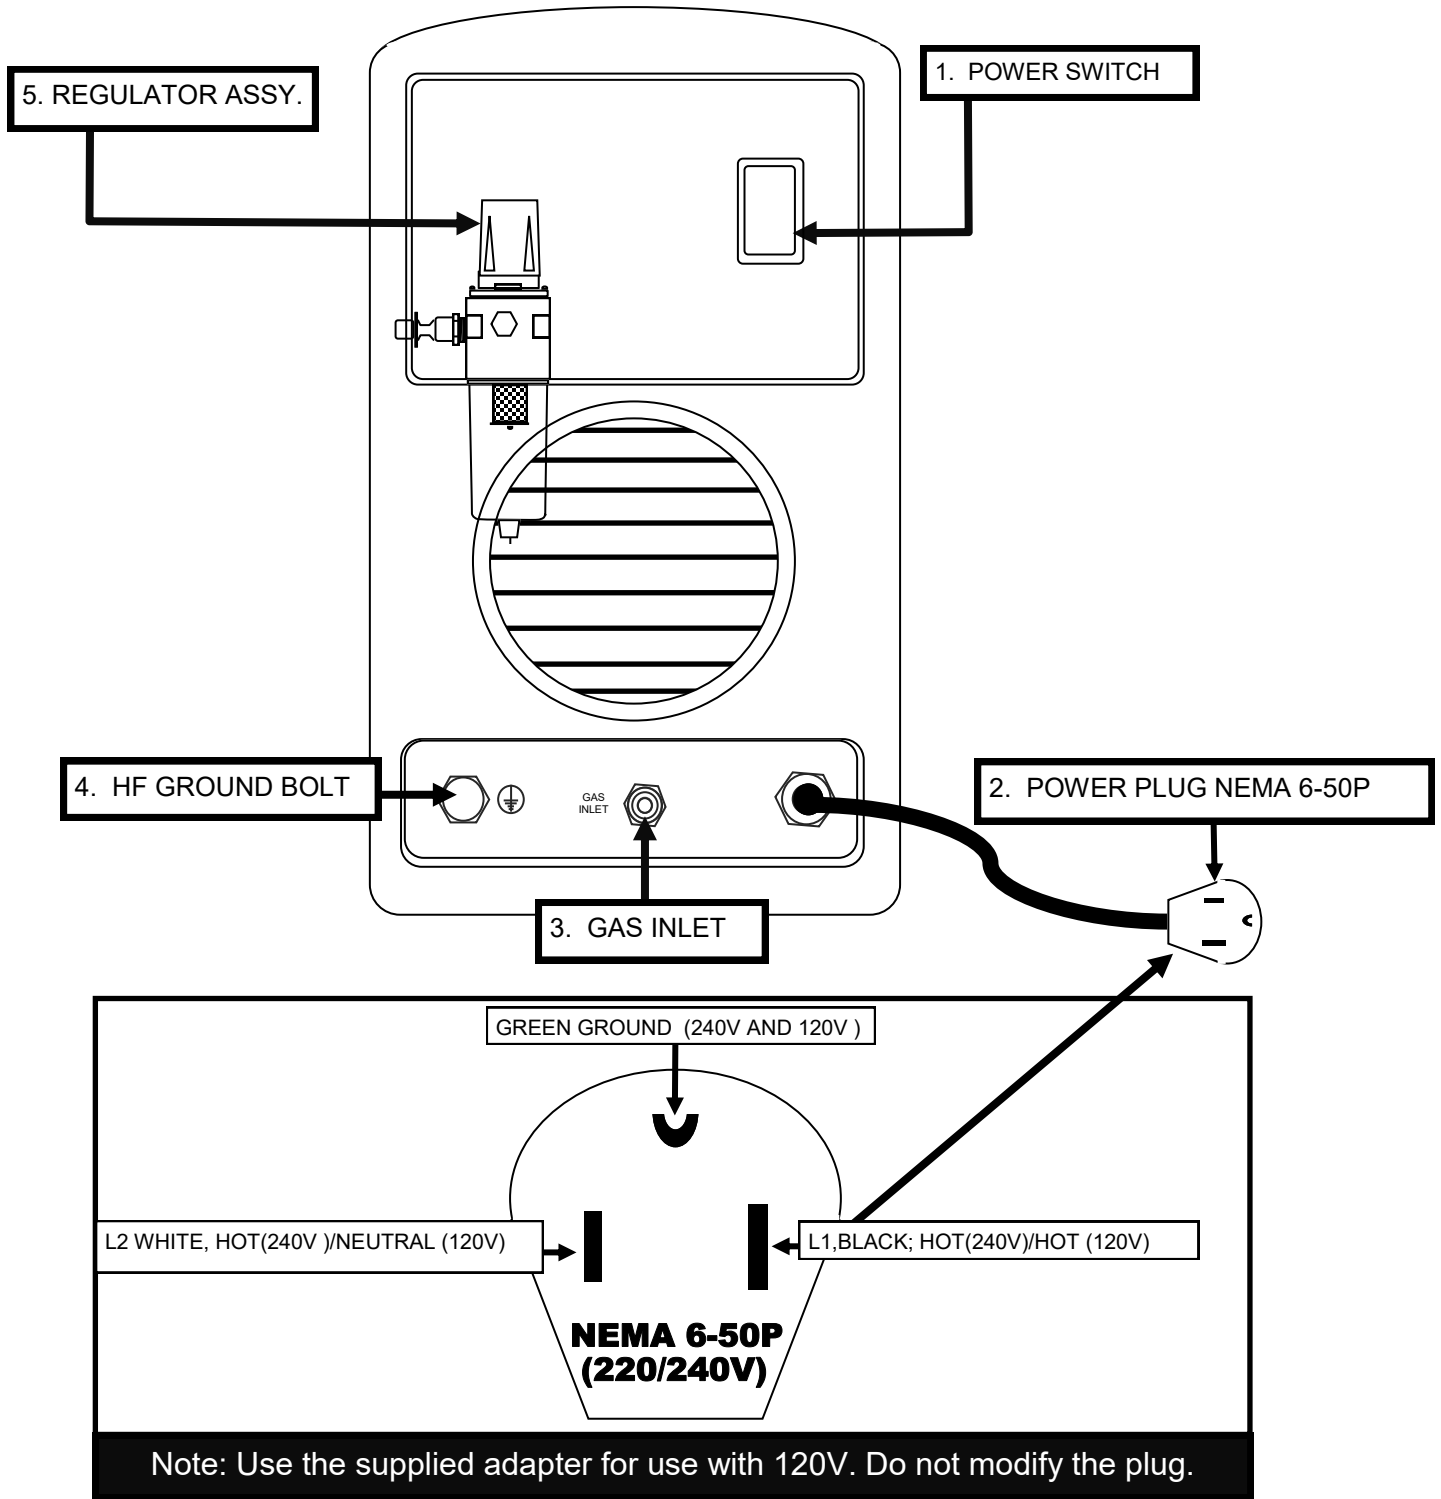 5. REGULATOR ASSY.
1. POWER SWITCH
4. HF GROUND BOLT
GAS
INLET
2. POWER PLUG NEMA 6-50P
3. GAS INLET
GREEN GROUND (240V AND 120V )
L2 WHITE, HOT(240V )/NEUTRAL (120V)
L1,BLACK; HOT(240V)/HOT (120V)
NEMA 6-50P
(220/240V)
Note: Use the supplied adapter for use with 120V. Do not modify the plug.